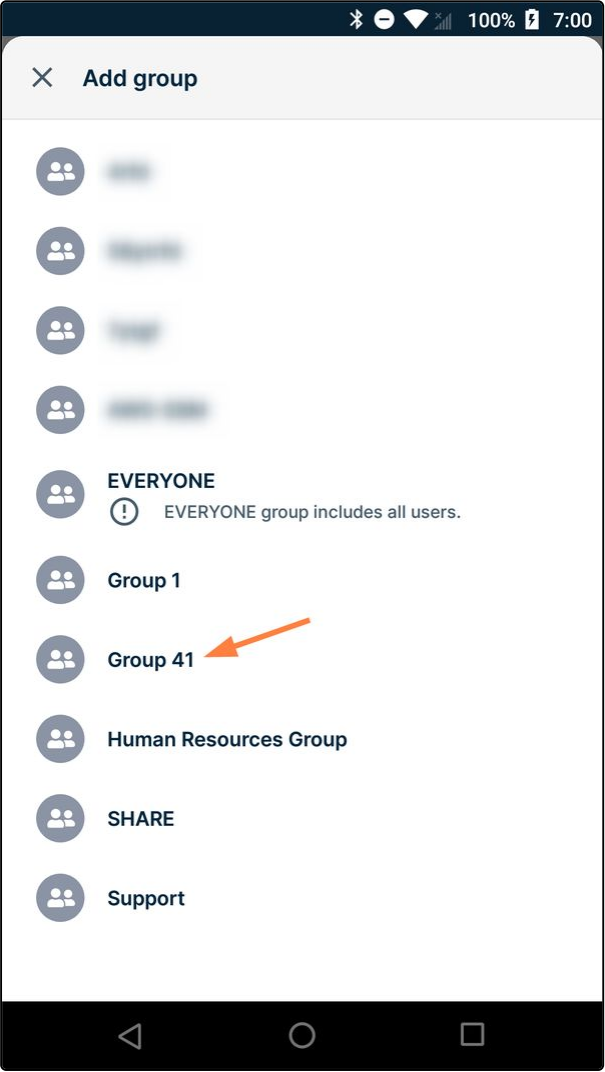 100% 7:00
Add group
EVERYONE
EVERYONE group includes all users.
Group 1
Group 41
Human Resources Group
SHARE
Support